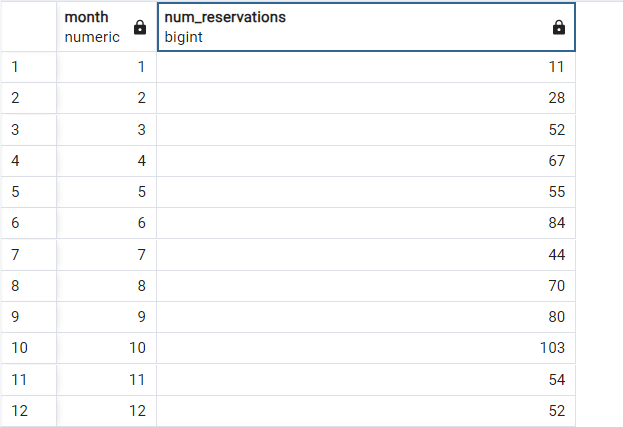 month num_reservations
numeric bigint
1 1 11
2 2 28
3 3 52
4 4 67
5 5 55
6 6 84
7 7 44
8 8 70
9 9 80
10 10 103
11 11 54
12 12 52